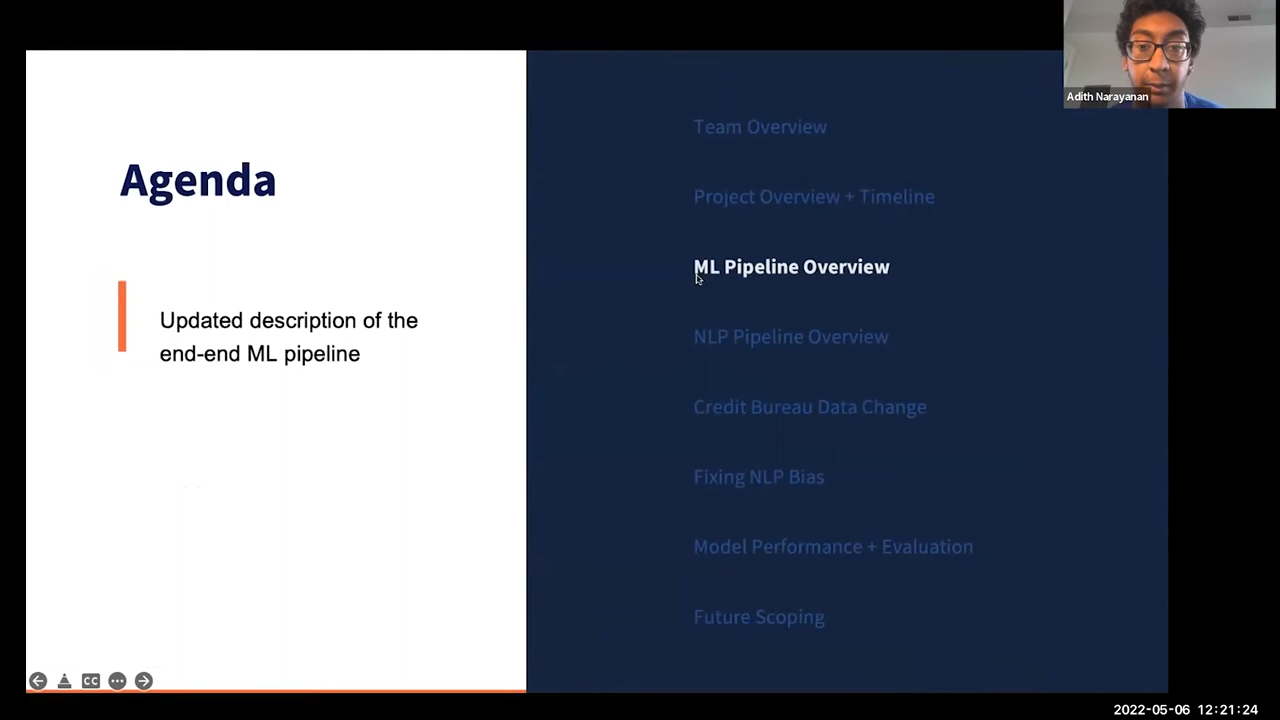 Adith Narayanan
Agenda
Updated description of the
end-end ML pipeline
Team Overview
Project Overview + Timeline
ML Pipeline Overview
NLP Pipeline Overview
Credit Bureau Data Change
Fixing NLP Bias
Model Performance + Evaluation
Future Scoping
CC
2022-05-06 12:21:24